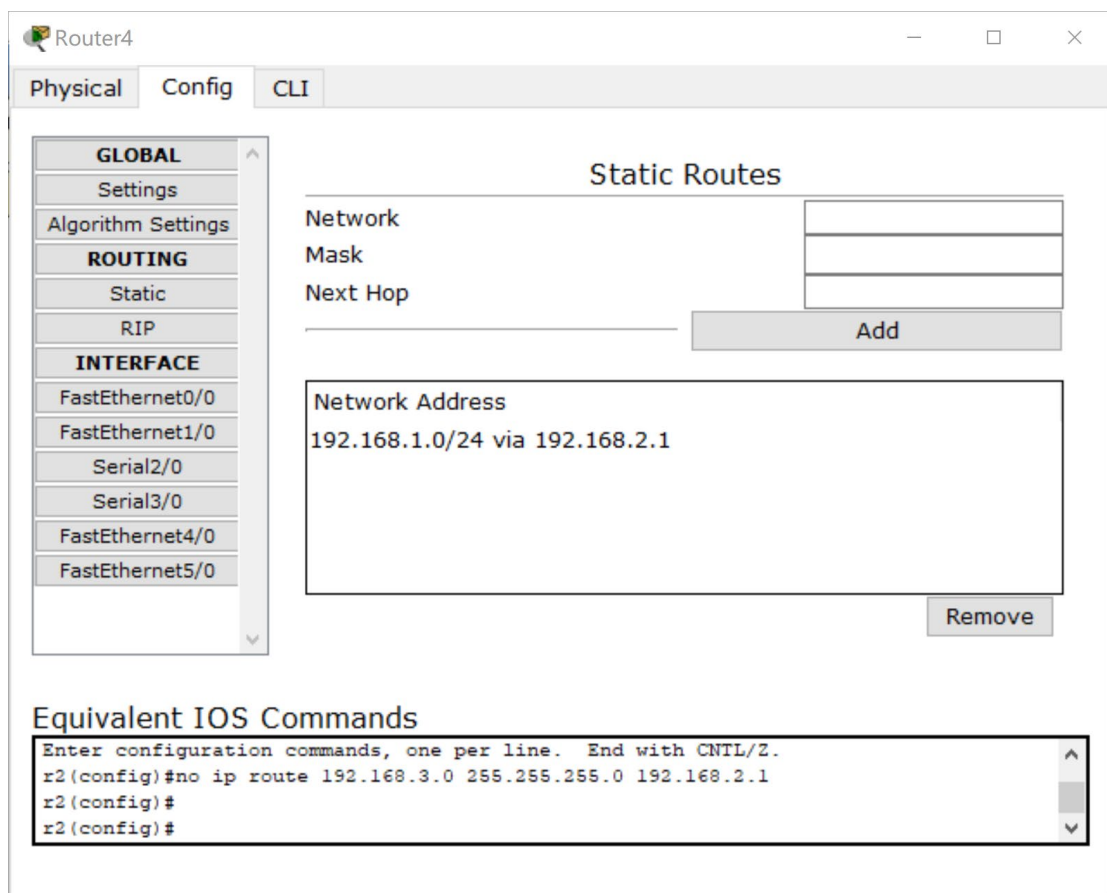 Router4
Physical Config CLI
GLOBAL
Settings
Algorithm Settings
ROUTING
Static
RIP
INTERFACE
FastEthernet0/0
FastEthernet1/0
Serial2/0
Serial3/0
FastEthernet4/0
FastEthernet5/0
Static Routes
Network
Mask
Next Hop
Add
Network Address
192.168.1.0/24 via 192.168.2.1
Remove
Equivalent IOS Commands
Enter configuration commands, one per line.  End with CNTL/Z.
r2(config)#no ip route 192.168.3.0 255.255.255.0 192.168.2.1
r2(config)#
r2(config)#